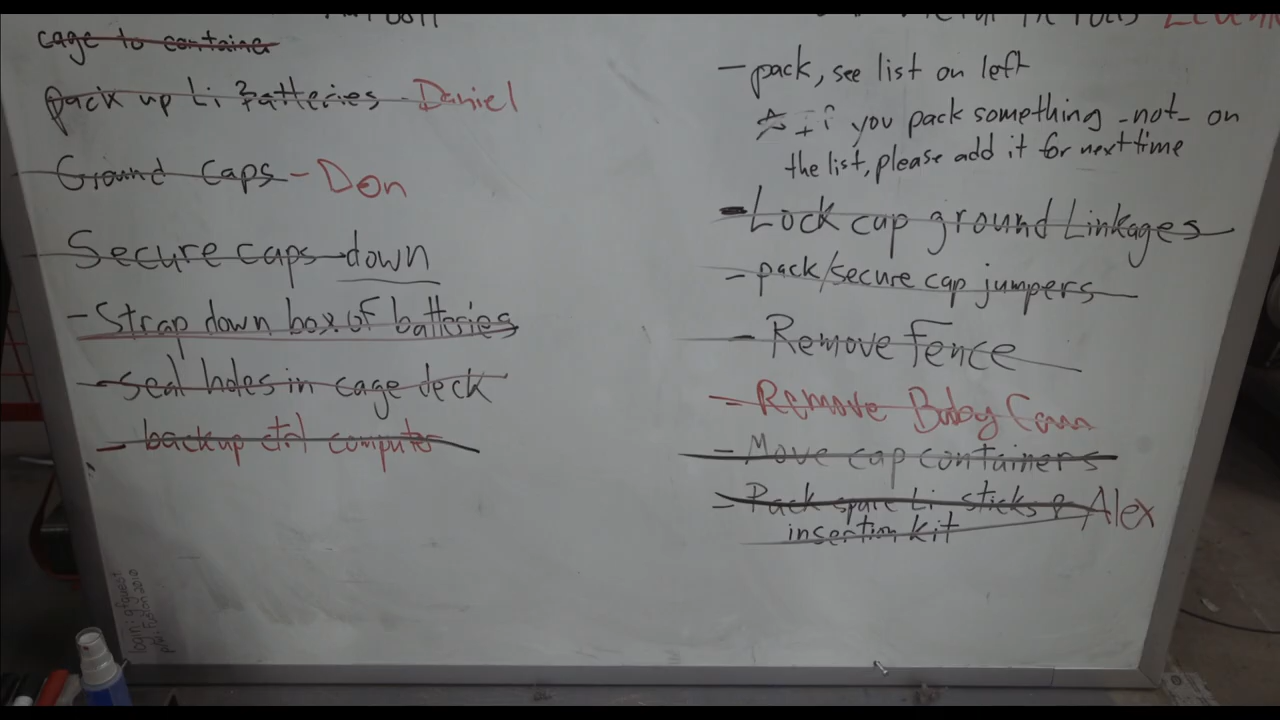 cage to container
pack up Li Batteries - Daniel
Ground Caps - Don
Secure caps down
- Strap down box of batteries
- seal holes in cage deck
- backup ctrl computer
- pack, see list on left
if you pack something -not- on
the list, please add it for next time
- Lock cap ground Linkages
- pack/secure cap jumpers
- Remove Fence
- Remove Baby Cam
- Move cap containers
- Pack spare Li sticks & Alex
insertion kit